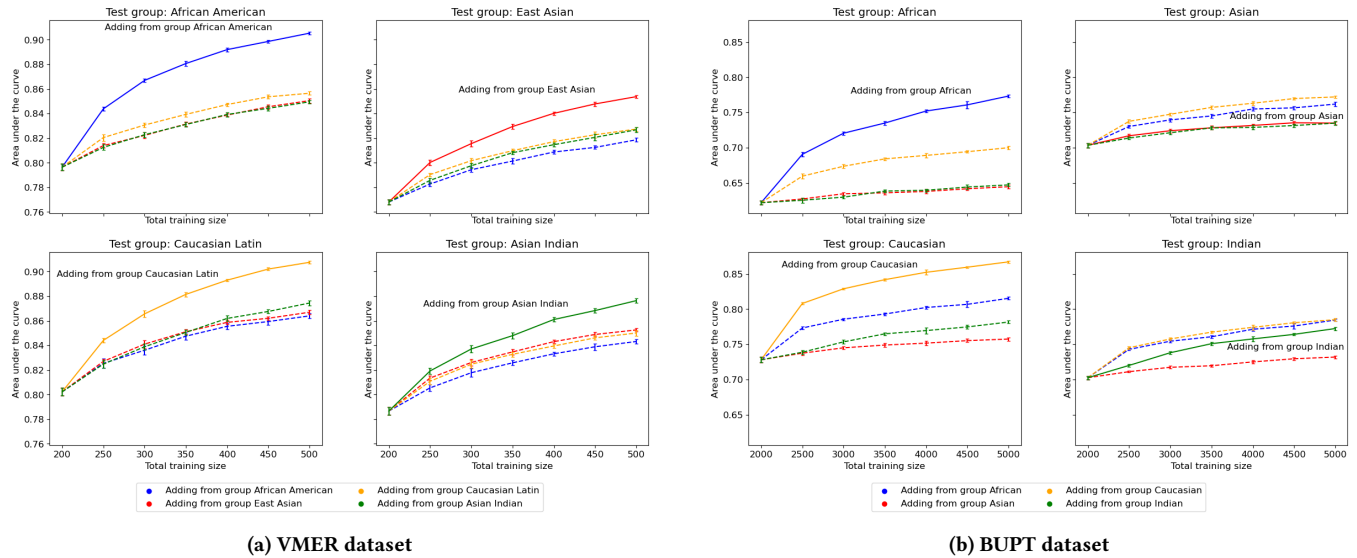 Test group: African American
Adding from group African American
Area under the curve
0.90
0.88
0.86
0.84
0.82
0.80
0.78
0.76
Total training size
Test group: East Asian
Adding from group East Asian
Area under the curve
Total training size
Test group: Caucasian Latin
Adding from group Caucasian Latin
Area under the curve
0.90
0.88
0.86
0.84
0.82
0.80
0.78
0.76
200 250 300 350 400 450 500
Total training size
Test group: Asian Indian
Adding from group Asian Indian
Area under the curve
200 250 300 350 400 450 500
Total training size
Adding from group African American
Adding from group East Asian
Adding from group Caucasian Latin
Adding from group Asian Indian
(a) VMER dataset
Test group: African
Adding from group African
Area under the curve
0.85
0.80
0.75
0.70
0.65
Total training size
Test group: Asian
Adding from group Asian
Area under the curve
Total training size
Test group: Caucasian
Adding from group Caucasian
Area under the curve
0.85
0.80
0.75
0.70
0.65
2000 2500 3000 3500 4000 4500 5000
Total training size
Test group: Indian
Adding from group Indian
Area under the curve
2000 2500 3000 3500 4000 4500 5000
Total training size
Adding from group African
Adding from group Asian
Adding from group Caucasian
Adding from group Indian
(b) BUPT dataset